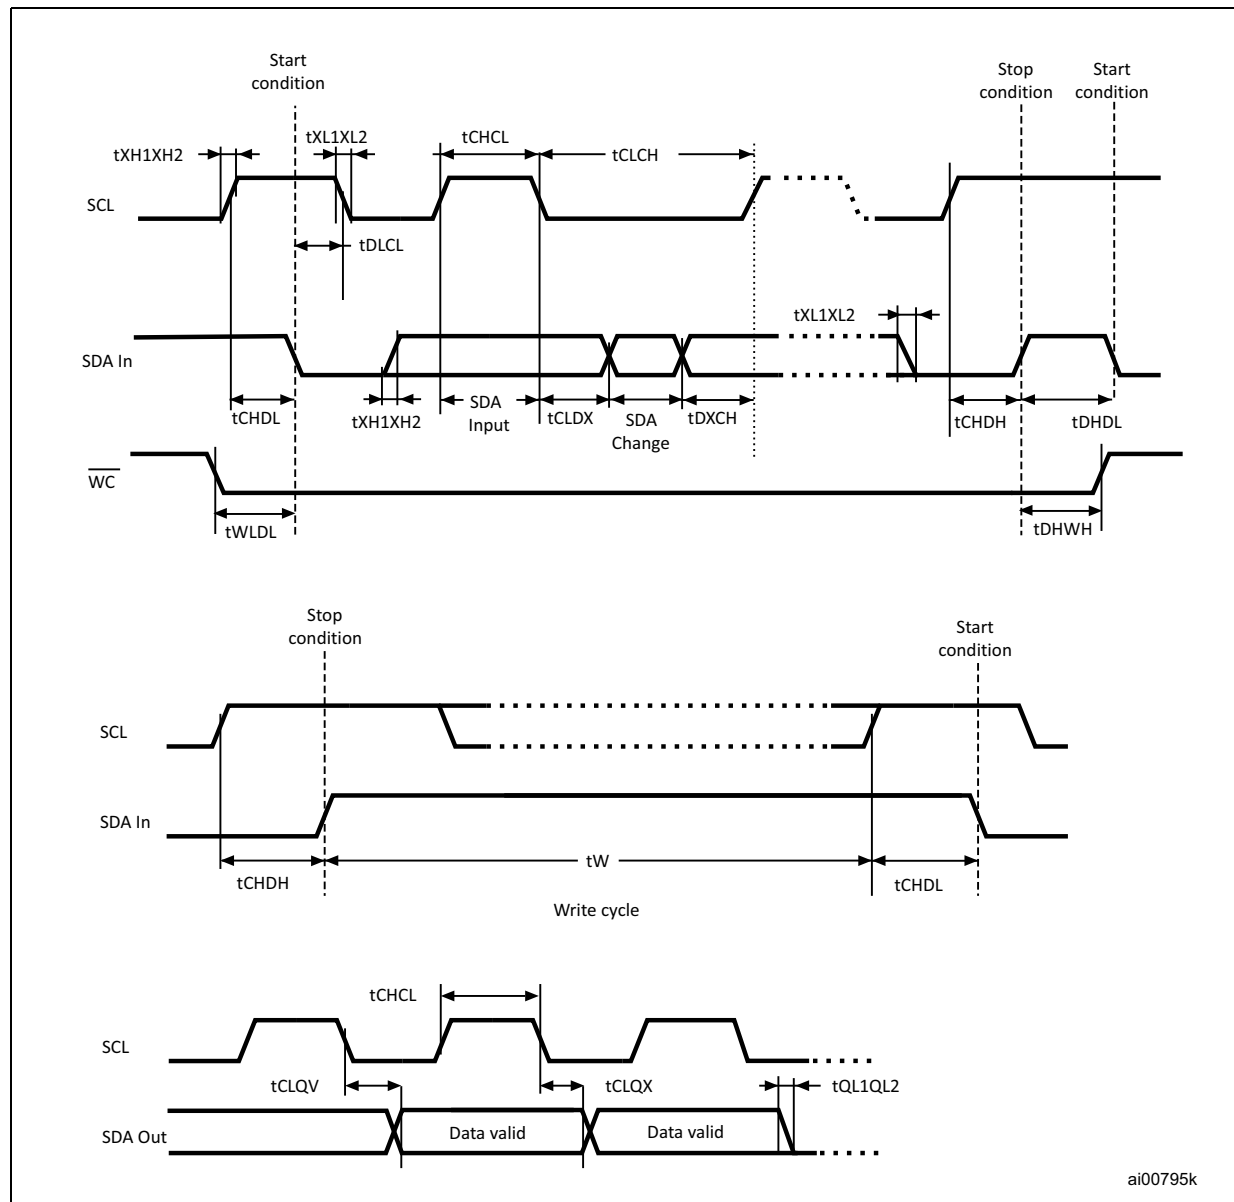 Start
condition
Stop
condition
Start
condition
tXH1XH2
tXL1XL2
tCHCL
tCLCH
SCL
tDLCL
tXL1XL2
SDA In
tCHDL
tXH1XH2
SDA
Input
tCLDX
SDA
Change
tDXCH
tCHDH
tDHDL
WC
tWLDL
tDHWH
Stop
condition
Start
condition
SCL
SDA In
tCHDH
tW
tCHDL
Write cycle
tCHCL
SCL
tCLQV
tCLQX
tQL1QL2
SDA Out
Data valid
Data valid
ai00795k